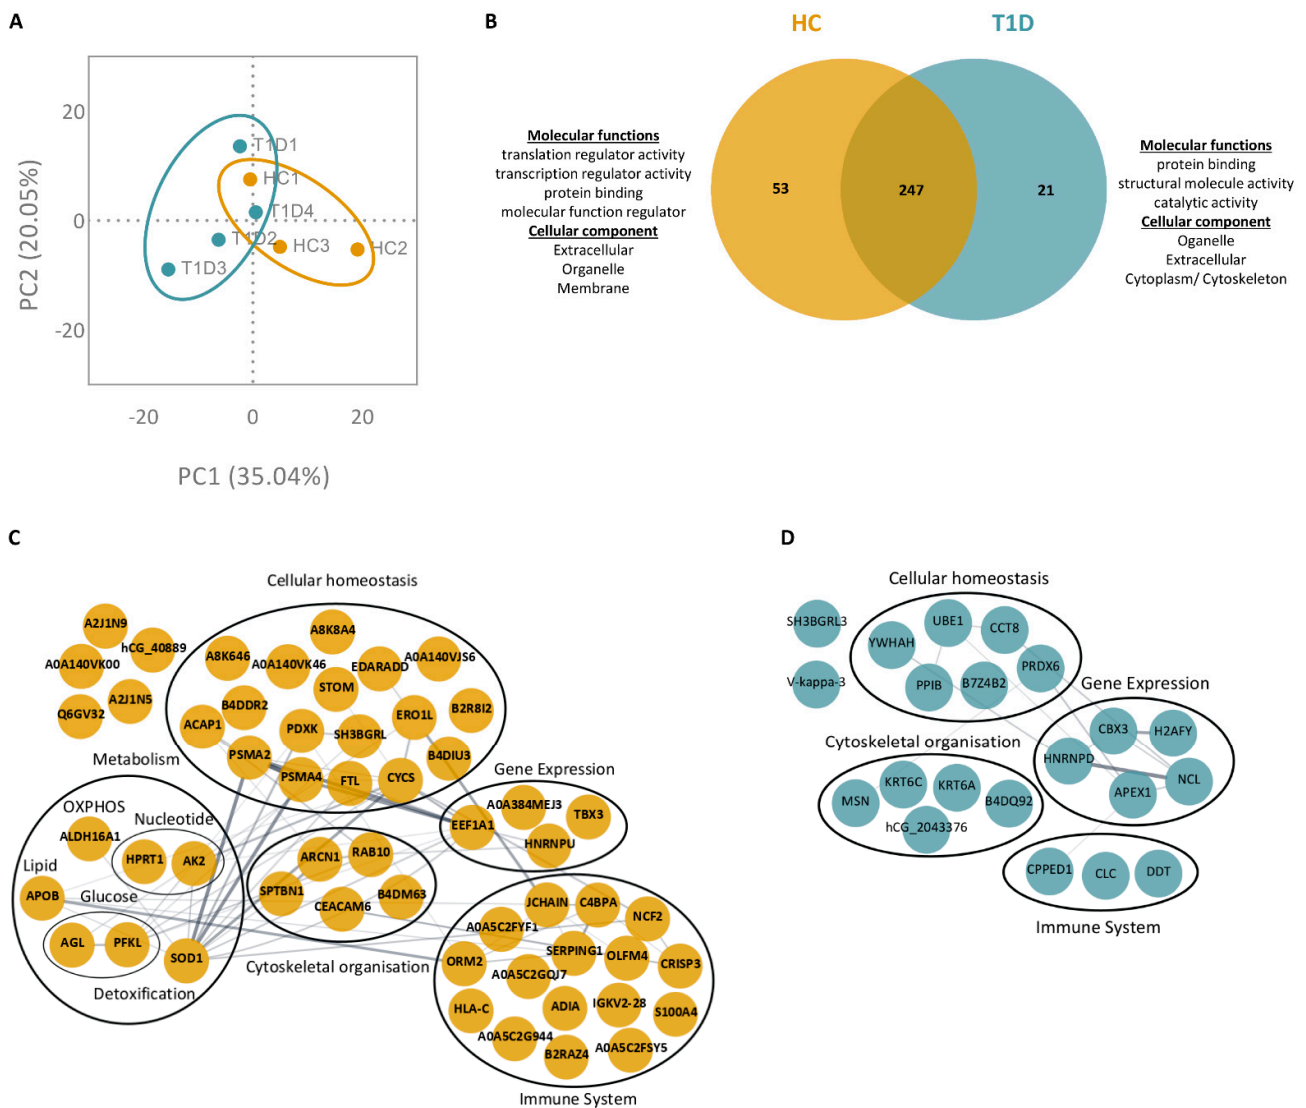 A
20
0
-20
PC2 (20.05%)
T1D1
HC1
T1D4
T1D2
HC3
HC2
T1D3
-20
0
20
PC1 (35.04%)
B
HC
T1D
Molecular functions
translation regulator activity
transcription regulator activity
protein binding
molecular function regulator
Cellular component
Extracellular
Organelle
Membrane
53
247
21
Molecular functions
protein binding
structural molecule activity
catalytic activity
Cellular component
Organelle
Extracellular
Cytoplasm/ Cytoskeleton
C
Cellular homeostasis
A2J1N9
hCG_40889
A0A140VK00
A2J1N5
Q6GV32
A8K8A4
A8K646
A0A140VK46
EDARADD
A0A140VJS6
STOM
B4DDR2
ERO1L
B2R8I2
ACAP1
PDXK
SH3BGRL
PSMA2
B4DIU3
PSMA4
FTL
CYCS
Metabolism
OXPHOS
Nucleotide
ALDH16A1
HPRT1
AK2
Lipid
APOB
Glucose
AGL
PFKL
SOD1
Detoxification
Gene Expression
A0A384MEJ3
TBX3
EEF1A1
HNRNPU
ARCN1
RAB10
SPTBN1
B4DM63
CEACAM6
Cytoskeletal organisation
JCHAIN
C4BPA
NCF2
A0A5C2FYF1
SERPING1
OLFM4
ORM2
CRISP3
A0A5C2GQJ7
HLA-C
ADIA
IGKV2-28
S100A4
A0A5C2G944
B2RAZ4
A0A5C2FSY5
Immune System
D
Cellular homeostasis
SH3BGRL3
V-kappa-3
UBE1
CCT8
YWHAH
PRDX6
PPIB
B7Z4B2
Gene Expression
CBX3
H2AFY
HNRNPD
NCL
APEX1
Cytoskeletal organisation
KRT6C
KRT6A
MSN
B4DQ92
hCG_2043376
CPPED1
CLC
DDT
Immune System